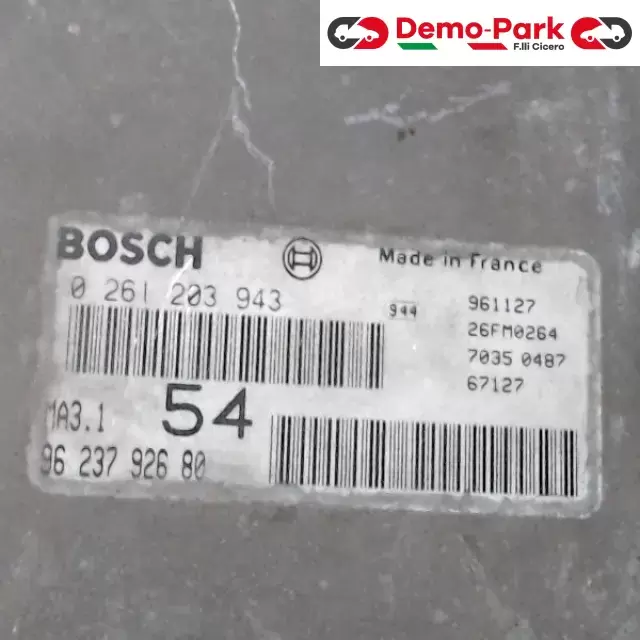 Demo-Park
F.lli Cicero
BOSCH
Made in France
0 261 203 943
944
961127
26FM0264
7035 0487
67127
MA3.1
54
96 237 926 80